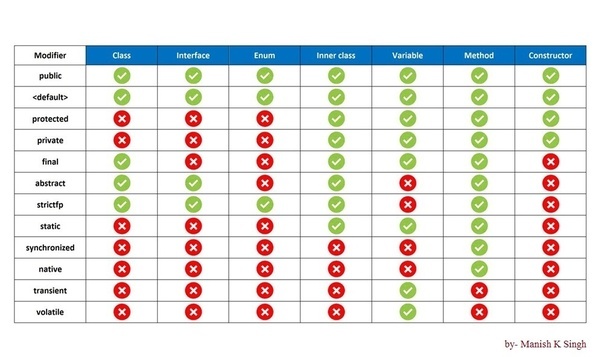 Modifier Class Interface Enum Inner class Variable Method Constructor
public
<default>
protected
private
final
abstract
strictfp
static
synchronized
native
transient
volatile
by- Manish K Singh